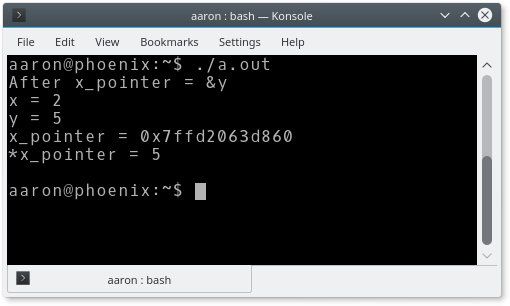 aaron : bash — Konsole
File Edit View Bookmarks Settings Help
aaron@phoenix:~$ ./a.out
After x_pointer = &y
x = 2
y = 5
x_pointer = 0x7ffd2063d860
*x_pointer = 5
aaron@phoenix:~$
aaron : bash